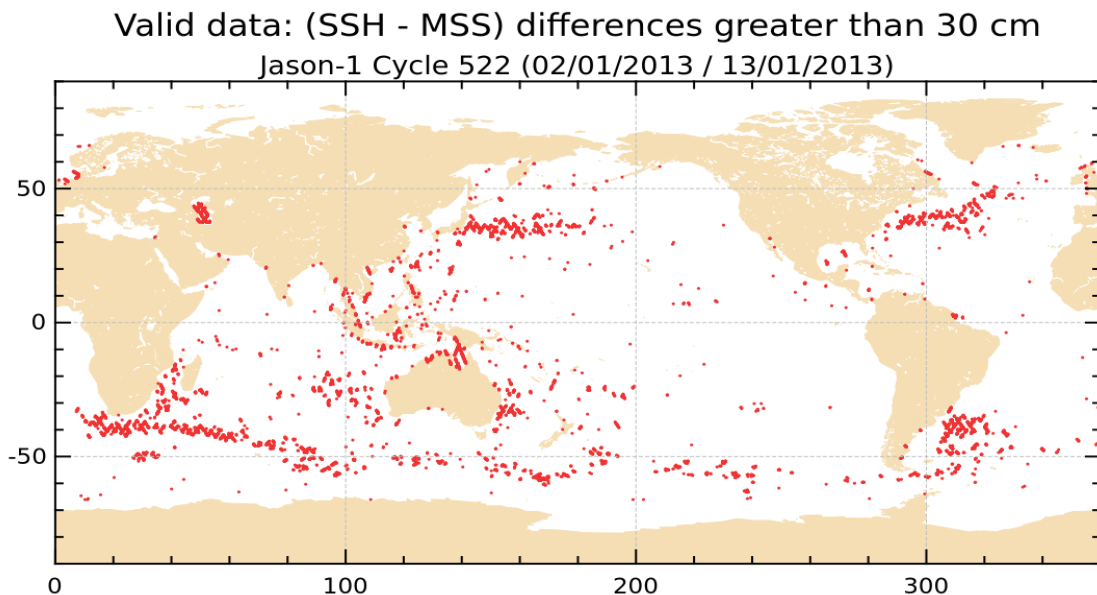 Valid data: (SSH - MSS) differences greater than 30 cm
Jason-1 Cycle 522 (02/01/2013 / 13/01/2013)
50
0
-50
0 100 200 300